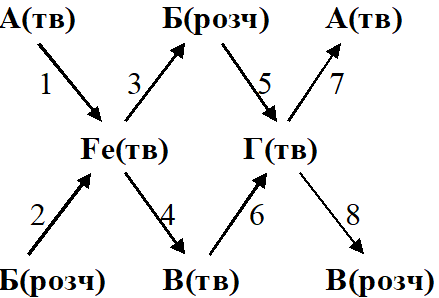 А(тв) Б(розч) А(тв)
1 3 5 7
Fe(тв) Г(тв)
2 4 6 8
Б(розч) В(тв) В(розч)